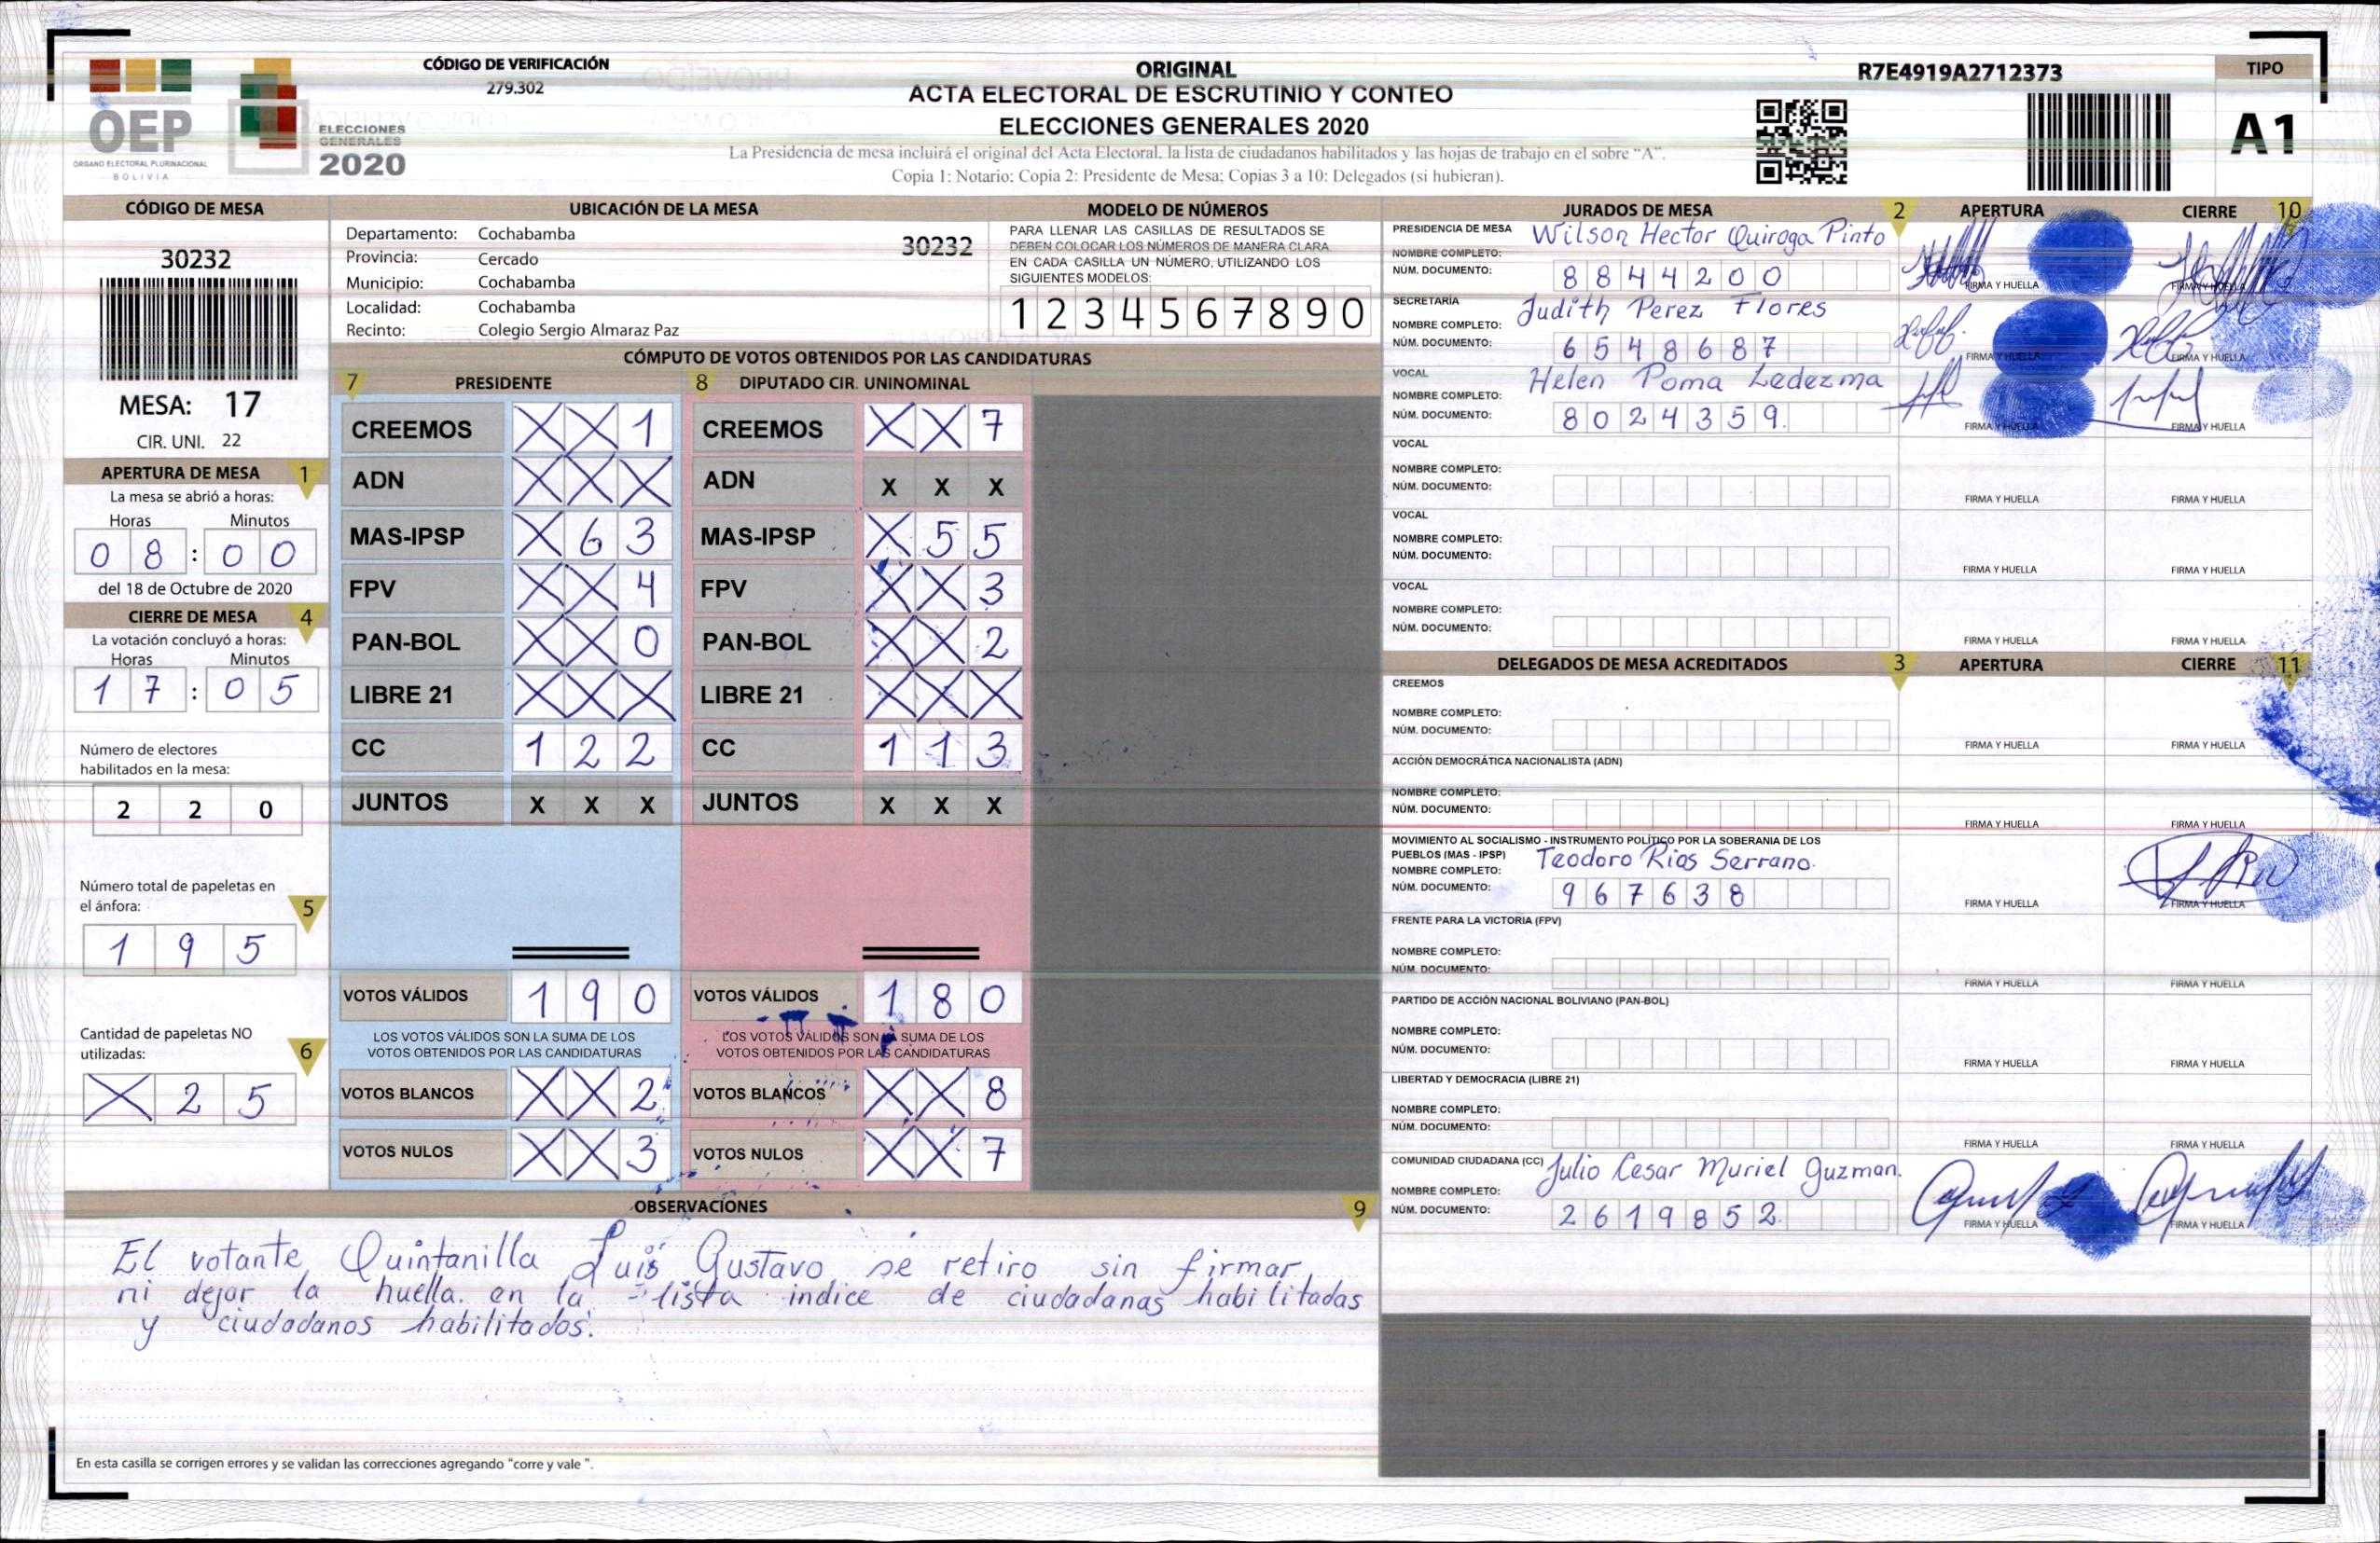 OEP
ÓRGANO ELECTORAL PLURINACIONAL
BOLIVIA
ELECCIONES
GENERALES
2020
CÓDIGO DE VERIFICACIÓN
279.302
ORIGINAL
ACTA ELECTORAL DE ESCRUTINIO Y CONTEO
ELECCIONES GENERALES 2020
La Presidencia de mesa incluirá el original del Acta Electoral, la lista de ciudadanos habilitados y las hojas de trabajo en el sobre "A".
Copia 1: Notario; Copia 2: Presidente de Mesa; Copias 3 a 10: Delegados (si hubieran).
R7E4919A2712373
TIPO
A1
CÓDIGO DE MESA
30232
MESA: 17
CIR. UNI. 22
APERTURA DE MESA 1
La mesa se abrió a horas:
Horas Minutos
0 8 : 0 0
del 18 de Octubre de 2020
CIERRE DE MESA 4
La votación concluyó a horas:
Horas Minutos
1 7 : 0 5
Número de electores
habilitados en la mesa:
2 2 0
Número total de papeletas en
el ánfora: 5
1 9 5
Cantidad de papeletas NO
utilizadas: 6
X 2 5
UBICACIÓN DE LA MESA
Departamento: Cochabamba
Provincia: Cercado
Municipio: Cochabamba
Localidad: Cochabamba
Recinto: Colegio Sergio Almaraz Paz
30232
MODELO DE NÚMEROS
PARA LLENAR LAS CASILLAS DE RESULTADOS SE
DEBEN COLOCAR LOS NÚMEROS DE MANERA CLARA
EN CADA CASILLA UN NÚMERO, UTILIZANDO LOS
SIGUIENTES MODELOS:
1 2 3 4 5 6 7 8 9 0
CÓMPUTO DE VOTOS OBTENIDOS POR LAS CANDIDATURAS
7 PRESIDENTE
CREEMOS X X 1
ADN X X X
MAS-IPSP X 6 3
FPV X X 4
PAN-BOL X X 0
LIBRE 21 X X X
CC 1 2 2
JUNTOS X X X
VOTOS VÁLIDOS 1 9 0
LOS VOTOS VÁLIDOS SON LA SUMA DE LOS
VOTOS OBTENIDOS POR LAS CANDIDATURAS
VOTOS BLANCOS X X 2
VOTOS NULOS X X 3
8 DIPUTADO CIR. UNINOMINAL
CREEMOS X X 7
ADN X X X
MAS-IPSP X 5 5
FPV X X 3
PAN-BOL X X 2
LIBRE 21 X X X
CC 1 1 3
JUNTOS X X X
VOTOS VÁLIDOS 1 8 0
LOS VOTOS VÁLIDOS SON LA SUMA DE LOS
VOTOS OBTENIDOS POR LAS CANDIDATURAS
VOTOS BLANCOS X X 8
VOTOS NULOS X X 7
OBSERVACIONES 9
El votante Quintanilla Luis Gustavo se retiro sin firmar
ni dejar la huella. en la lista indice de ciudadanas habilitadas
y ciudadanos habilitados.
En esta casilla se corrigen errores y se validan las correcciones agregando "corre y vale ".
JURADOS DE MESA 2 APERTURA CIERRE 10
PRESIDENCIA DE MESA Wilson Hector Quiroga Pinto
NOMBRE COMPLETO:
NÚM. DOCUMENTO: 8 8 4 4 2 0 0
FIRMA Y HUELLA FIRMA Y HUELLA
SECRETARÍA Judith Perez Flores
NOMBRE COMPLETO:
NÚM. DOCUMENTO: 6 5 4 8 6 8 7
FIRMA Y HUELLA FIRMA Y HUELLA
VOCAL Helen Poma Ledezma
NOMBRE COMPLETO:
NÚM. DOCUMENTO: 8 0 2 4 3 5 9.
FIRMA Y HUELLA FIRMA Y HUELLA
VOCAL
NOMBRE COMPLETO:
NÚM. DOCUMENTO:
FIRMA Y HUELLA FIRMA Y HUELLA
VOCAL
NOMBRE COMPLETO:
NÚM. DOCUMENTO:
FIRMA Y HUELLA FIRMA Y HUELLA
VOCAL
NOMBRE COMPLETO:
NÚM. DOCUMENTO:
FIRMA Y HUELLA FIRMA Y HUELLA
DELEGADOS DE MESA ACREDITADOS 3 APERTURA CIERRE 11
CREEMOS
NOMBRE COMPLETO:
NÚM. DOCUMENTO:
FIRMA Y HUELLA FIRMA Y HUELLA
ACCIÓN DEMOCRÁTICA NACIONALISTA (ADN)
NOMBRE COMPLETO:
NÚM. DOCUMENTO:
FIRMA Y HUELLA FIRMA Y HUELLA
MOVIMIENTO AL SOCIALISMO - INSTRUMENTO POLÍTICO POR LA SOBERANIA DE LOS
PUEBLOS (MAS - IPSP) Teodoro Rios Serrano.
NOMBRE COMPLETO:
NÚM. DOCUMENTO: 9 6 7 6 3 8
FIRMA Y HUELLA FIRMA Y HUELLA
FRENTE PARA LA VICTORIA (FPV)
NOMBRE COMPLETO:
NÚM. DOCUMENTO:
FIRMA Y HUELLA FIRMA Y HUELLA
PARTIDO DE ACCIÓN NACIONAL BOLIVIANO (PAN-BOL)
NOMBRE COMPLETO:
NÚM. DOCUMENTO:
FIRMA Y HUELLA FIRMA Y HUELLA
LIBERTAD Y DEMOCRACIA (LIBRE 21)
NOMBRE COMPLETO:
NÚM. DOCUMENTO:
FIRMA Y HUELLA FIRMA Y HUELLA
COMUNIDAD CIUDADANA (CC) Julio Cesar Muriel Guzman.
NOMBRE COMPLETO:
NÚM. DOCUMENTO: 2 6 1 9 8 5 2.
FIRMA Y HUELLA FIRMA Y HUELLA